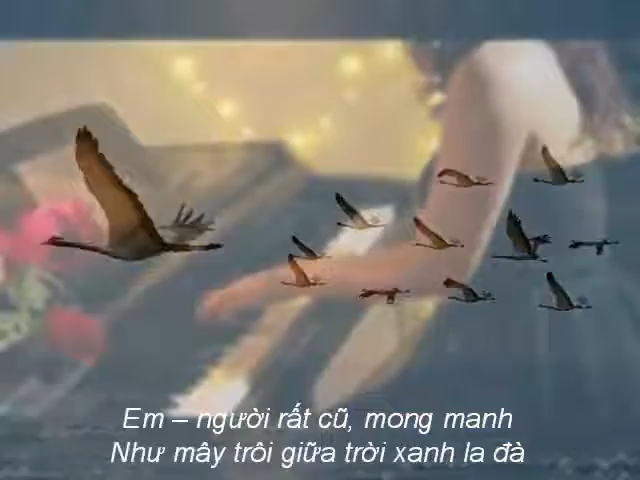 Em – người rất cũ, mong manh
Như mây trôi giữa trời xanh la đà